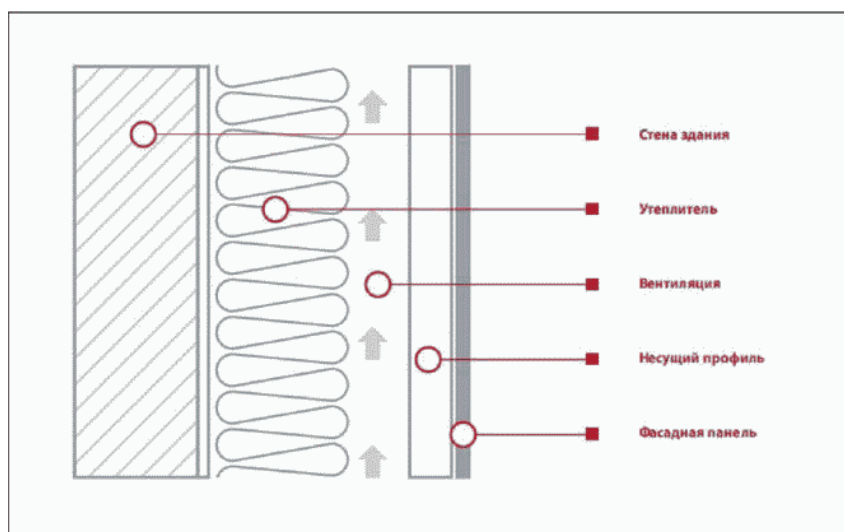 Стена здания
Утеплитель
Вентиляция
Несущий профиль
Фасадная панель